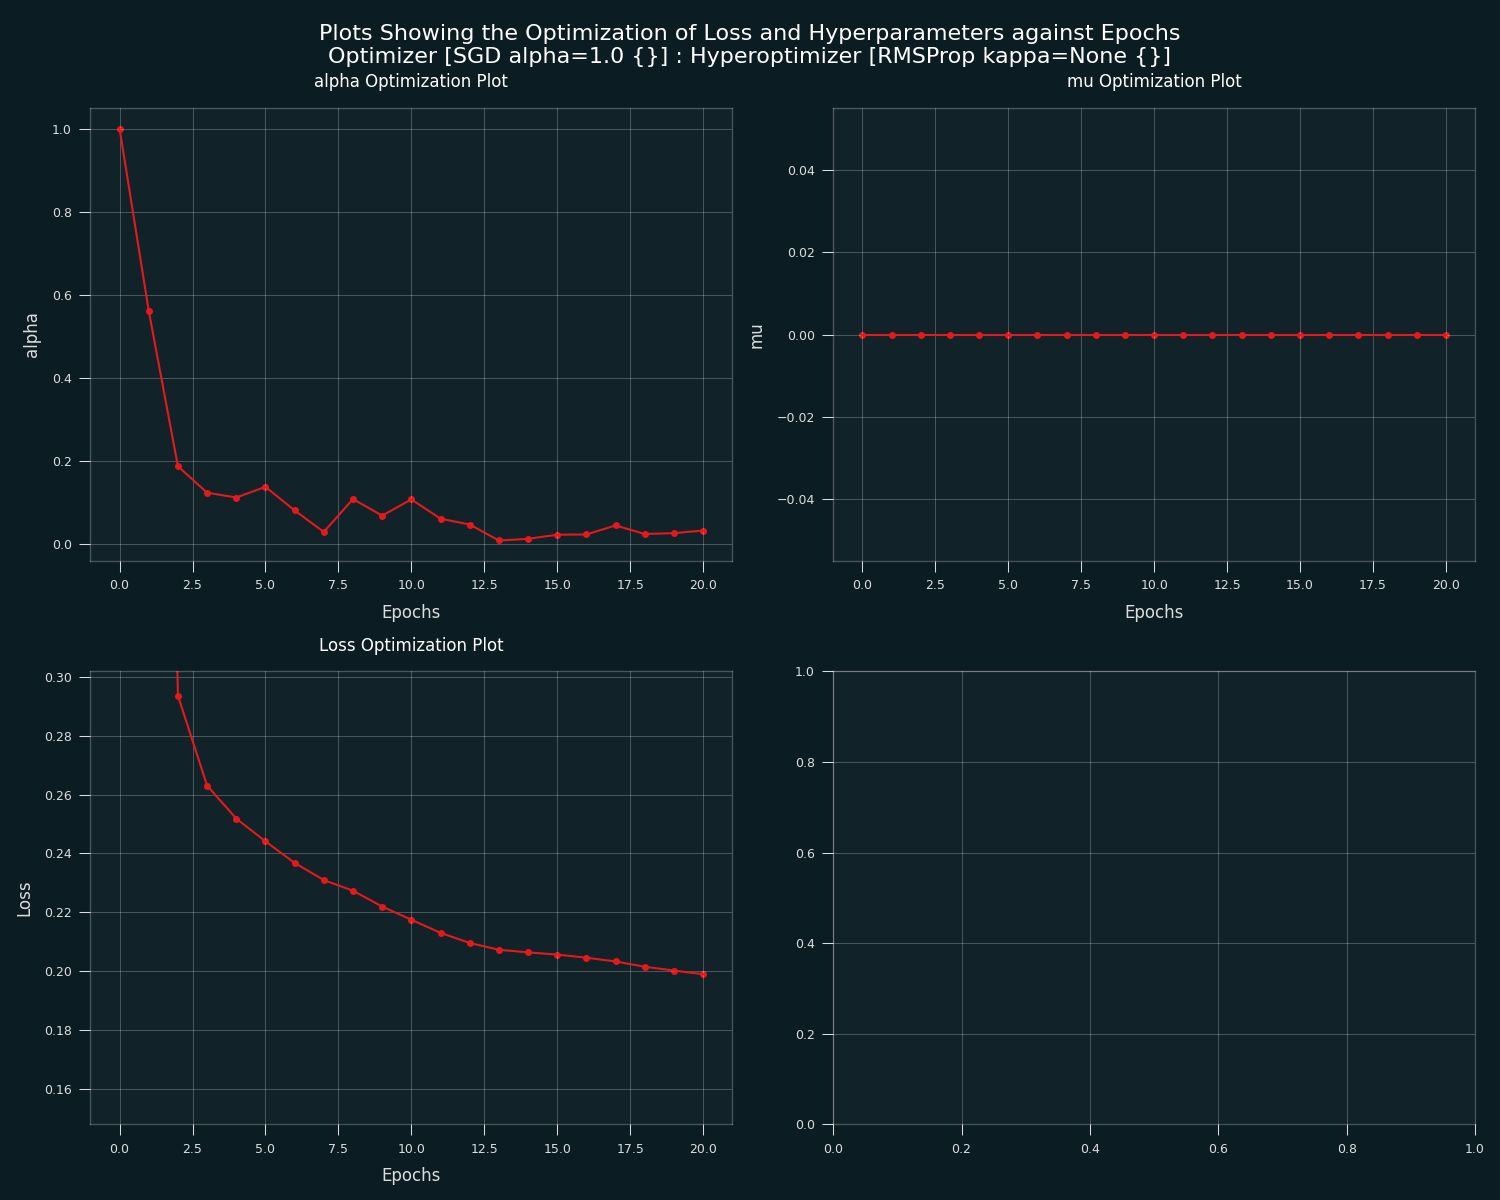 Plots Showing the Optimization of Loss and Hyperparameters against Epochs
Optimizer [SGD alpha=1.0 {}] : Hyperoptimizer [RMSProp kappa=None {}]
alpha Optimization Plot
1.0
0.8
0.6
0.4
0.2
0.0
alpha
0.0 2.5 5.0 7.5 10.0 12.5 15.0 17.5 20.0
Epochs
mu Optimization Plot
0.04
0.02
0.00
−0.02
−0.04
mu
0.0 2.5 5.0 7.5 10.0 12.5 15.0 17.5 20.0
Epochs
Loss Optimization Plot
0.30
0.28
0.26
0.24
0.22
0.20
0.18
0.16
Loss
0.0 2.5 5.0 7.5 10.0 12.5 15.0 17.5 20.0
Epochs
1.0
0.8
0.6
0.4
0.2
0.0
0.0 0.2 0.4 0.6 0.8 1.0